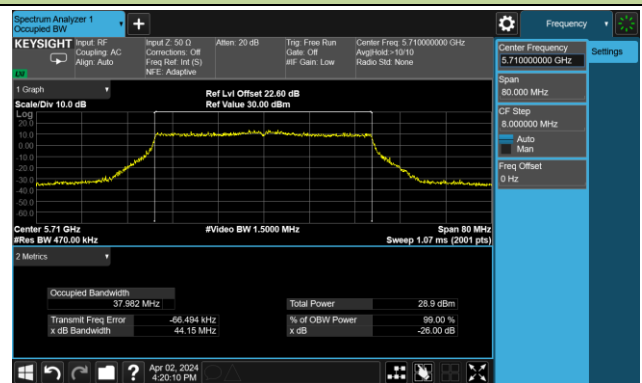 Spectrum Analyzer 1
Occupied BW
Frequency
KEYSIGHT
Input: RF
Coupling: AC
Align: Auto
Input Z: 50 Ω
Corrections: Off
Freq Ref: Int (S)
NFE: Adaptive
Atten: 20 dB
Trig: Free Run
Gate: Off
#IF Gain: Low
Center Freq: 5.710000000 GHz
Avg|Hold:>10/10
Radio Std: None
Center Frequency
5.710000000 GHz
Settings
Span
80.000 MHz
CF Step
8.000000 MHz
Auto
Man
Freq Offset
0 Hz
1 Graph
Scale/Div 10.0 dB
Ref Lvl Offset 22.60 dB
Ref Value 30.00 dBm
Log
20.0
10.0
0.00
-10.0
-20.0
-30.0
-40.0
-50.0
-60.0
Center 5.71 GHz
#Res BW 470.00 kHz
#Video BW 1.5000 MHz
Span 80 MHz
Sweep 1.07 ms (2001 pts)
2 Metrics
Occupied Bandwidth
37.982 MHz
Total Power 28.9 dBm
Transmit Freq Error -66.494 kHz
% of OBW Power 99.00 %
x dB Bandwidth 44.15 MHz
x dB -26.00 dB
Apr 02, 2024
4:20:10 PM